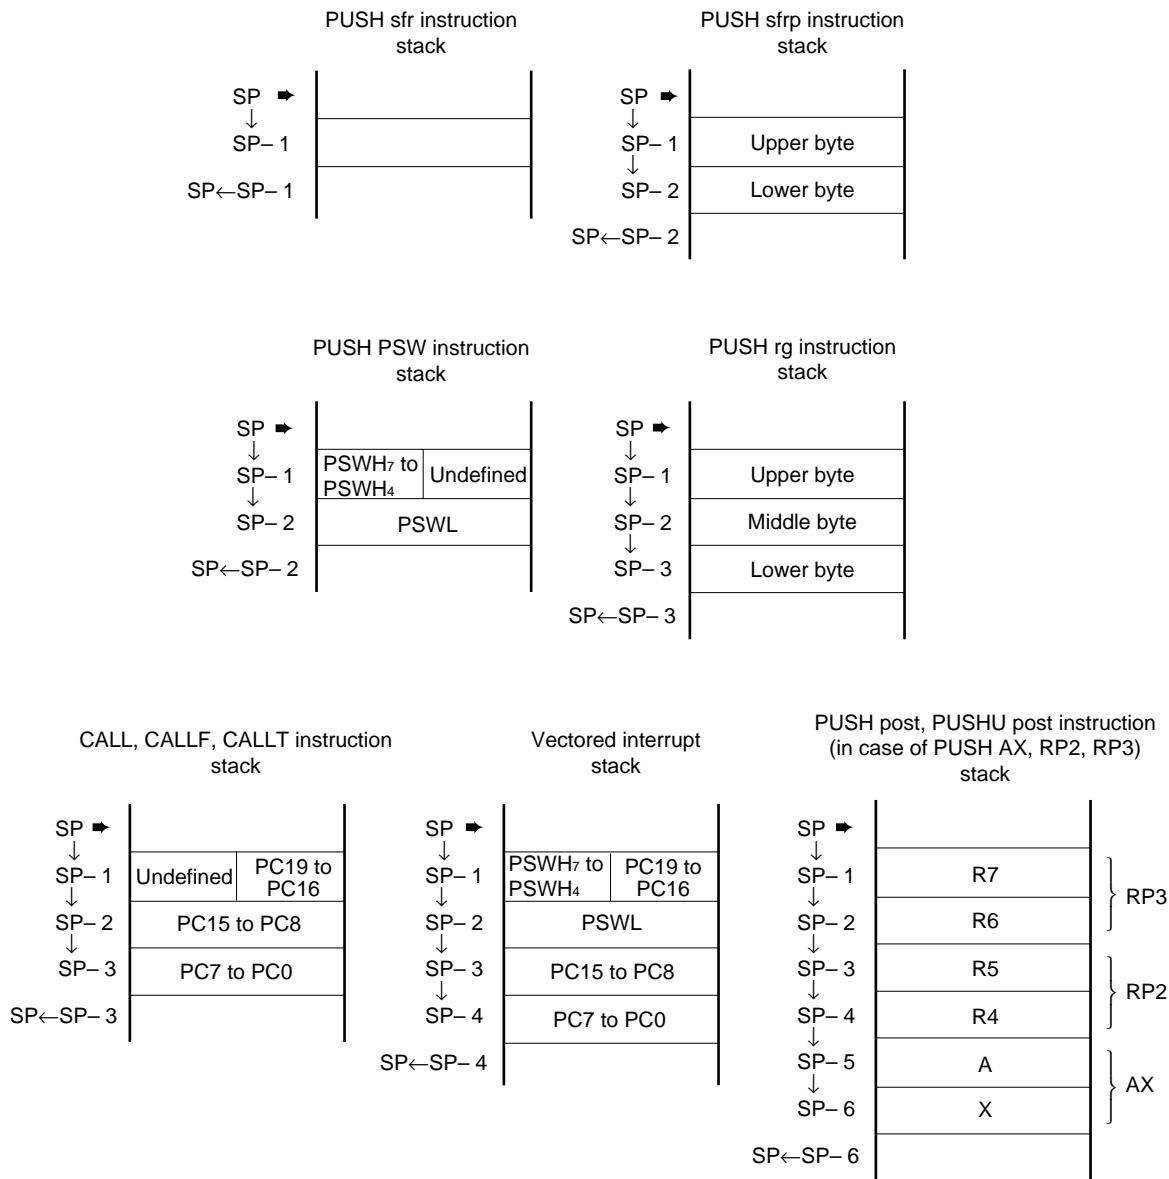 PUSH sfr instruction
stack
SP
↓
SP– 1
SP←SP– 1
PUSH sfrp instruction
stack
SP
↓
SP– 1 Upper byte
↓
SP– 2 Lower byte
SP←SP– 2
PUSH PSW instruction
stack
SP
↓
SP– 1 PSWH7 to PSWH4 Undefined
↓
SP– 2 PSWL
SP←SP– 2
PUSH rg instruction
stack
SP
↓
SP– 1 Upper byte
↓
SP– 2 Middle byte
↓
SP– 3 Lower byte
SP←SP– 3
CALL, CALLF, CALLT instruction
stack
SP
↓
SP– 1 Undefined PC19 to PC16
↓
SP– 2 PC15 to PC8
↓
SP– 3 PC7 to PC0
SP←SP– 3
Vectored interrupt
stack
SP
↓
SP– 1 PSWH7 to PSWH4 PC19 to PC16
↓
SP– 2 PSWL
↓
SP– 3 PC15 to PC8
↓
SP– 4 PC7 to PC0
SP←SP– 4
PUSH post, PUSHU post instruction
(in case of PUSH AX, RP2, RP3)
stack
SP
↓
SP– 1 R7
↓ RP3
SP– 2 R6
↓
SP– 3 R5
↓ RP2
SP– 4 R4
↓
SP– 5 A
↓ AX
SP– 6 X
SP←SP– 6